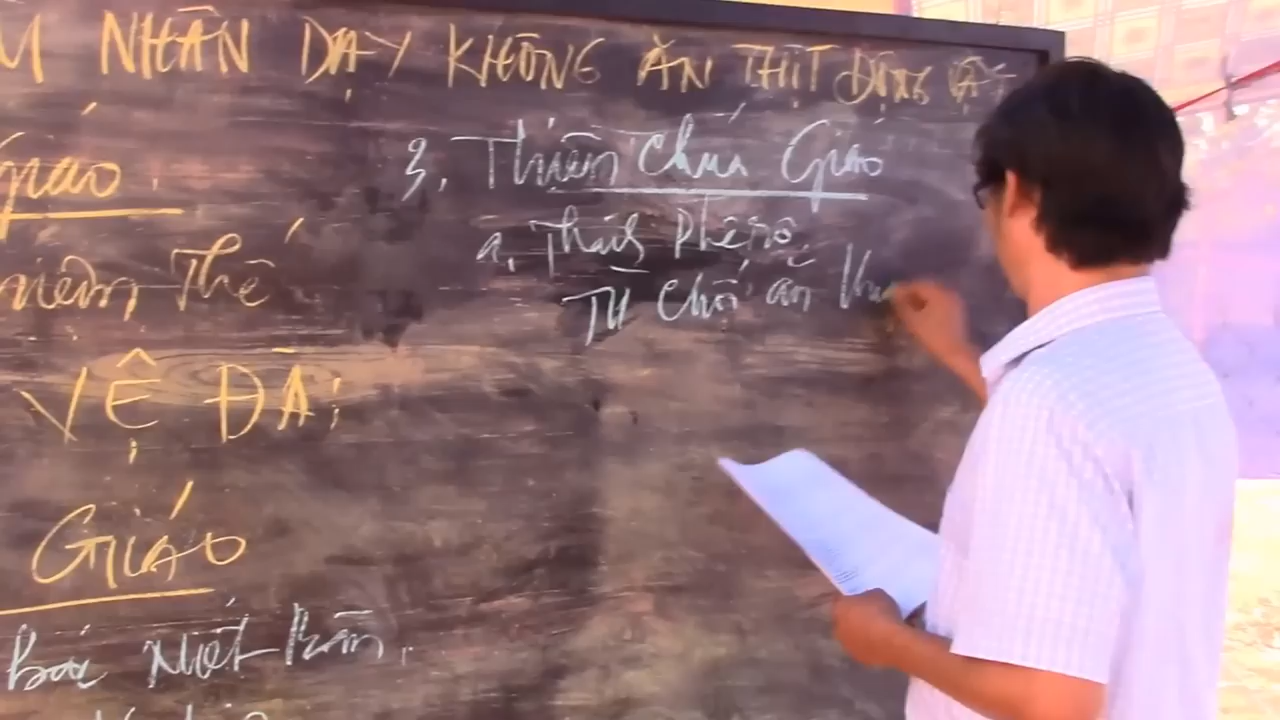 NHÂN DẠY KHÔNG ĂN THỊT ĐỘNG VẬT
giáo
niệm Thế
VỆ ĐÀ
GIÁO
Bác Niết Bàn.
3, Thiên Chúa Giáo
a, Thánh Phêrô
Từ Chối ăn